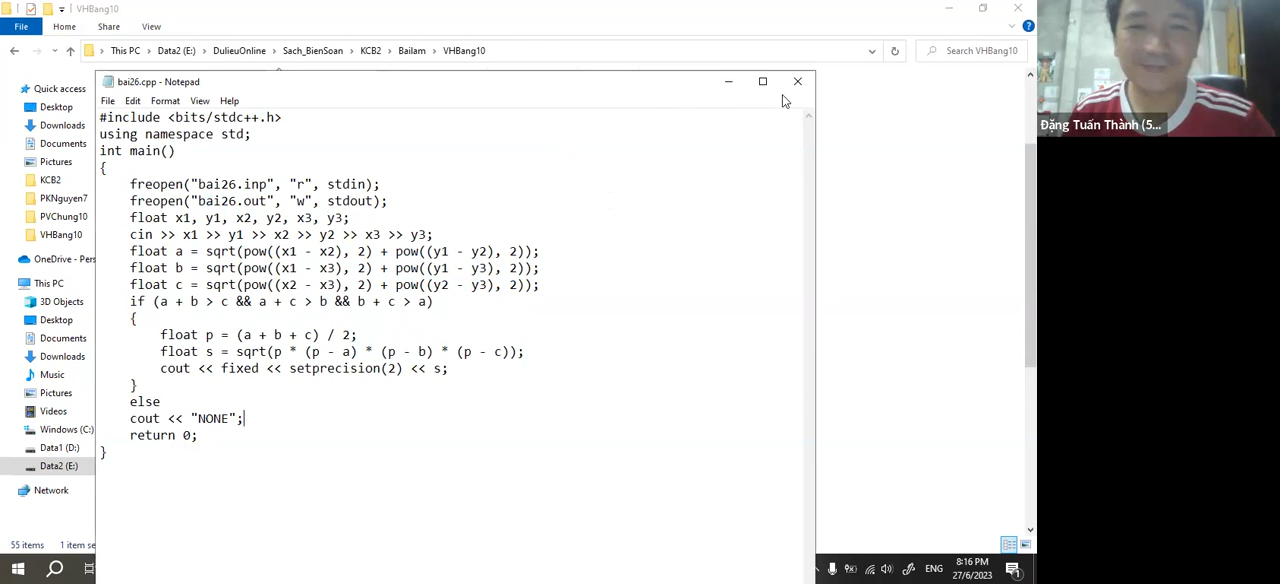 VHBang10
File Home Share View
This PC > Data2 (E:) > DulieuOnline > Sach_BienSoan > KCB2 > Bailam > VHBang10
Search VHBang10
Quick access
Desktop
Downloads
Documents
Pictures
KCB2
PKNguyen7
PVChung10
VHBang10
OneDrive - Pers
This PC
3D Objects
Desktop
Documents
Downloads
Music
Pictures
Videos
Windows (C:)
Data1 (D:)
Data2 (E:)
Network
55 items 1 item se
bai26.cpp - Notepad
File Edit Format View Help
#include <bits/stdc++.h>
using namespace std;
int main()
{
freopen("bai26.inp", "r", stdin);
freopen("bai26.out", "w", stdout);
float x1, y1, x2, y2, x3, y3;
cin >> x1 >> y1 >> x2 >> y2 >> x3 >> y3;
float a = sqrt(pow((x1 - x2), 2) + pow((y1 - y2), 2));
float b = sqrt(pow((x1 - x3), 2) + pow((y1 - y3), 2));
float c = sqrt(pow((x2 - x3), 2) + pow((y2 - y3), 2));
if (a + b > c && a + c > b && b + c > a)
{
float p = (a + b + c) / 2;
float s = sqrt(p * (p - a) * (p - b) * (p - c));
cout << fixed << setprecision(2) << s;
}
else
cout << "NONE";
return 0;
}
Đặng Tuấn Thành (5...
ENG
8:16 PM
27/6/2023
1